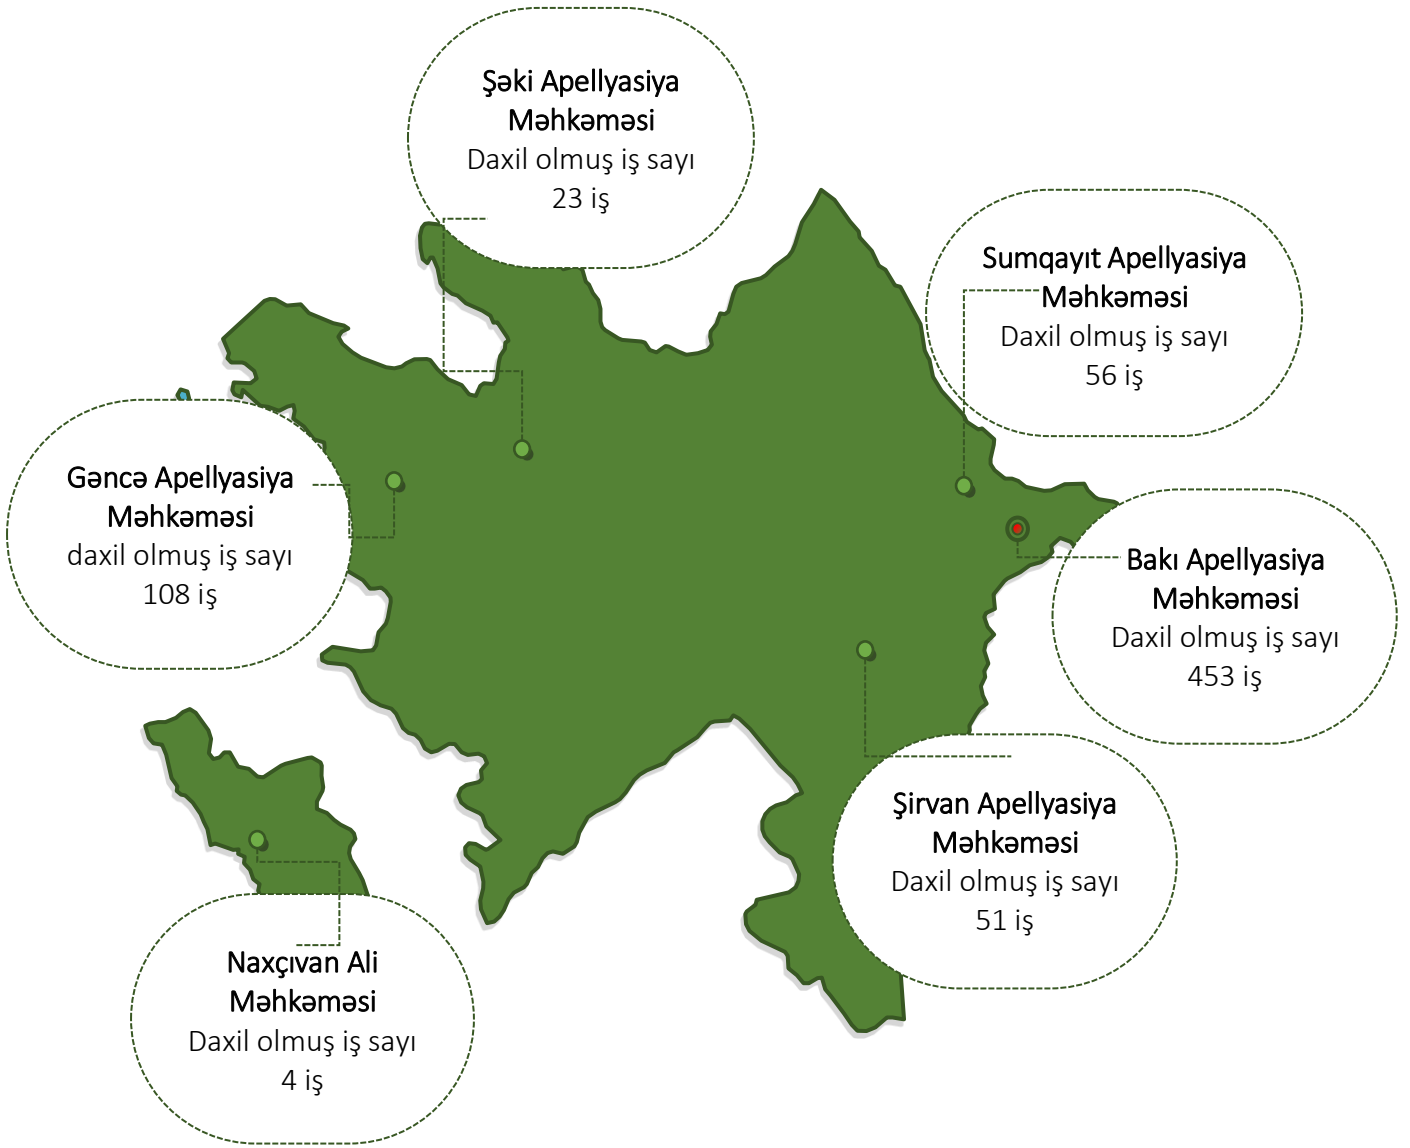 Şəki Apellyasiya
Məhkəməsi
Daxil olmuş iş sayı
23 iş
Sumqayıt Apellyasiya
Məhkəməsi
Daxil olmuş iş sayı
56 iş
Gəncə Apellyasiya
Məhkəməsi
daxil olmuş iş sayı
108 iş
Bakı Apellyasiya
Məhkəməsi
Daxil olmuş iş sayı
453 iş
Şirvan Apellyasiya
Məhkəməsi
Daxil olmuş iş sayı
51 iş
Naxçıvan Ali
Məhkəməsi
Daxil olmuş iş sayı
4 iş